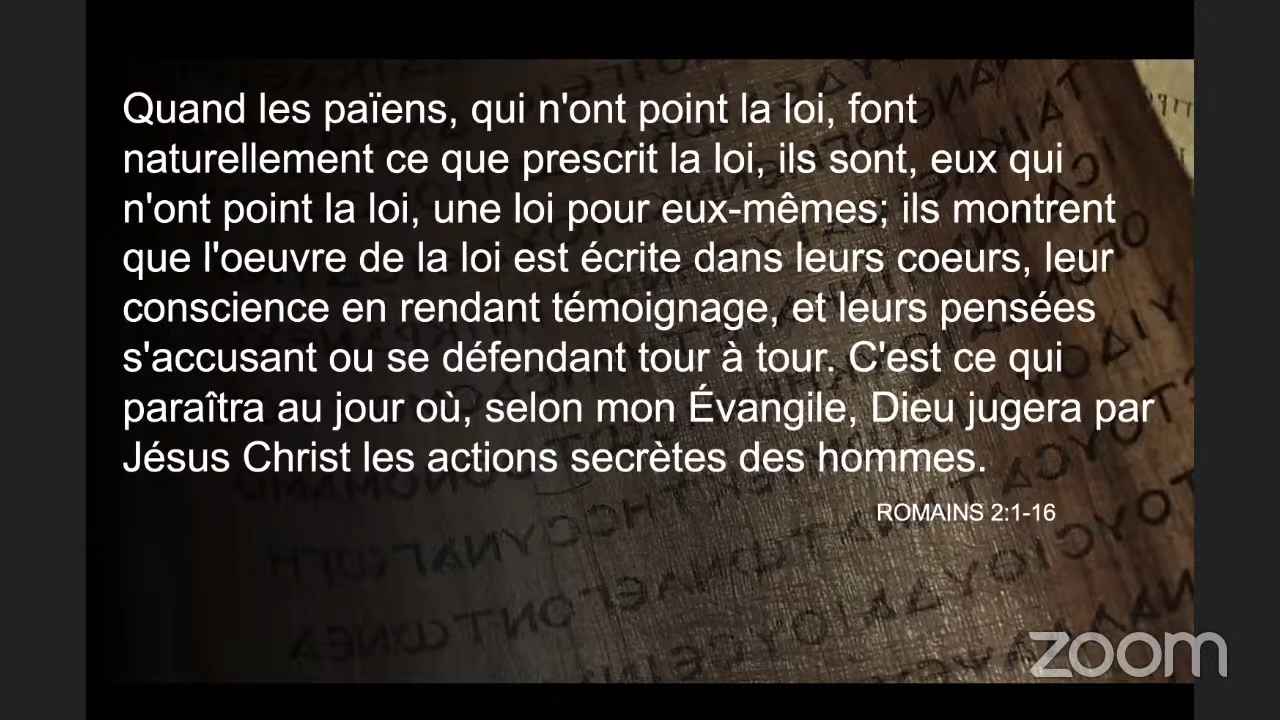 Quand les païens, qui n'ont point la loi, font
naturellement ce que prescrit la loi, ils sont, eux qui
n'ont point la loi, une loi pour eux-mêmes; ils montrent
que l'oeuvre de la loi est écrite dans leurs coeurs, leur
conscience en rendant témoignage, et leurs pensées
s'accusant ou se défendant tour à tour. C'est ce qui
paraîtra au jour où, selon mon Évangile, Dieu jugera par
Jésus Christ les actions secrètes des hommes.
ROMAINS 2:1-16
zoom